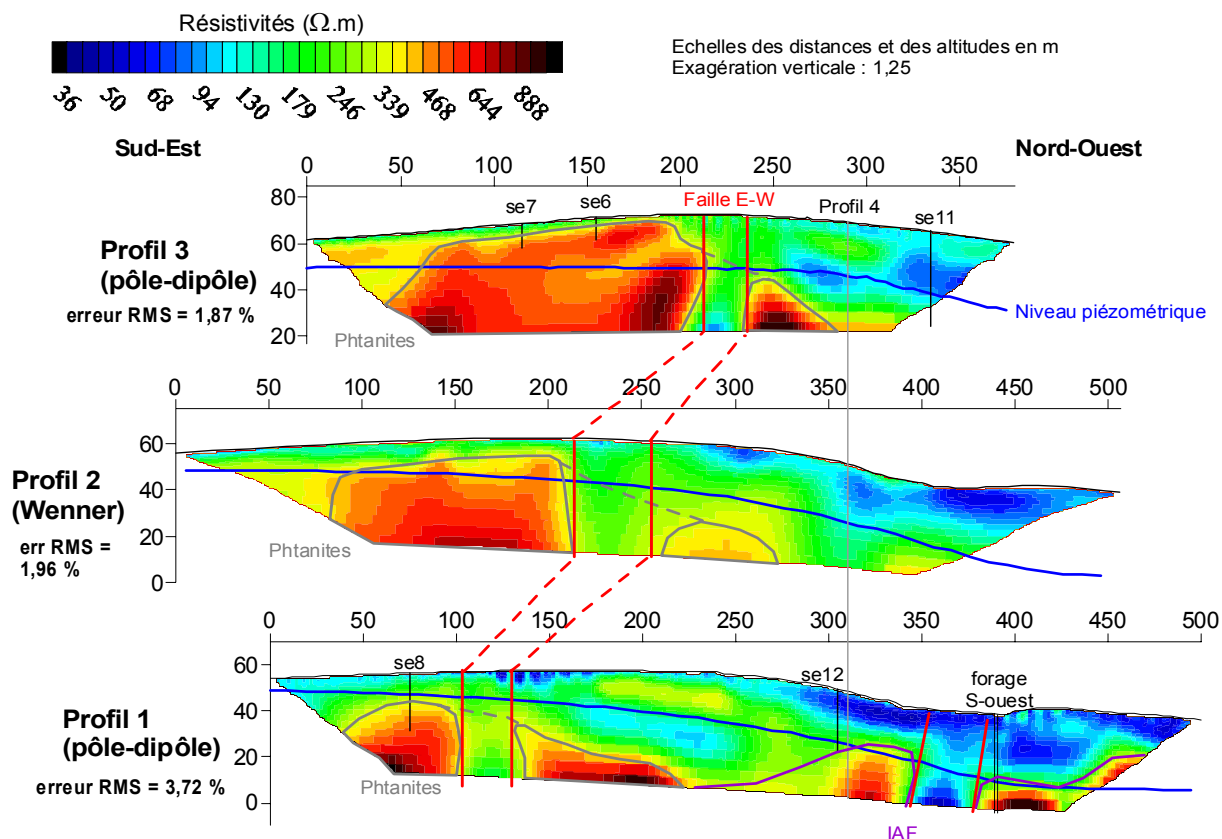 Résistivités (Ω.m)
36 50 68 94 130 179 246 339 468 644 888
Echelles des distances et des altitudes en m
Exagération verticale : 1,25
Sud-Est
Nord-Ouest
0 50 100 150 200 250 300 350
80
60
40
20
se7
se6
Faille E-W
Profil 4
se11
Profil 3
(pôle-dipôle)
erreur RMS = 1,87 %
Phtanites
Niveau piézométrique
0 50 100 150 200 250 300 350 400 450 500
60
40
20
0
Profil 2
(Wenner)
err RMS =
1,96 %
Phtanites
0 50 100 150 200 250 300 350 400 450 500
60
40
20
0
se8
se12
forage
S-ouest
Profil 1
(pôle-dipôle)
erreur RMS = 3,72 %
Phtanites
IAF